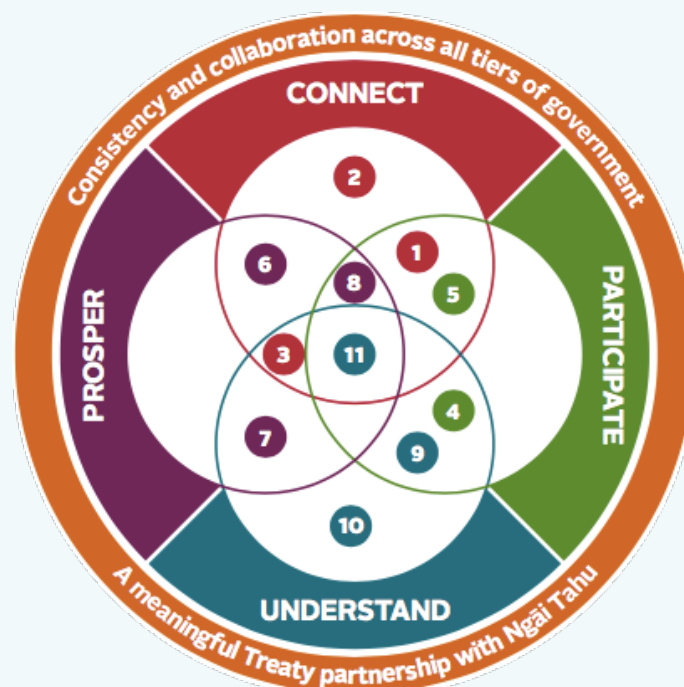 Consistency and collaboration across all tiers of government
CONNECT
2
1
6
8
5
PROSPER
PARTICIPATE
3
11
4
7
9
10
UNDERSTAND
A meaningful Treaty partnership with Ngāi Tahu